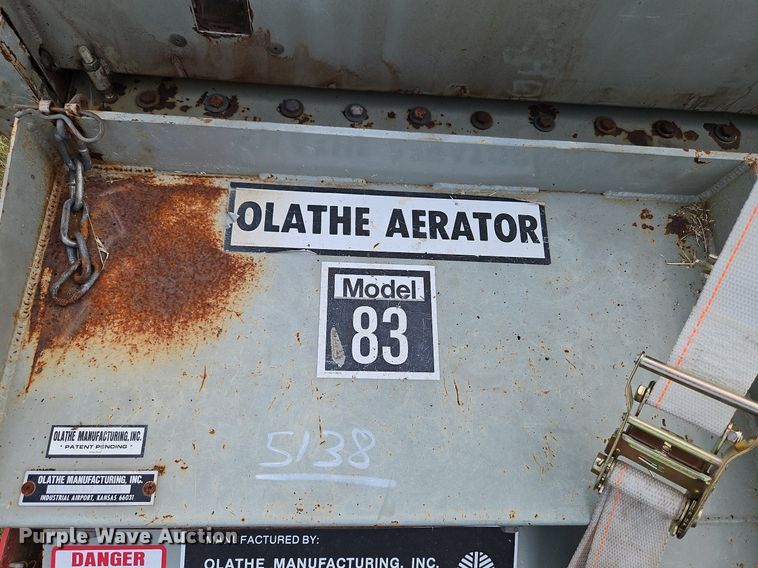 OLATHE AERATOR
Model
83
OLATHE MANUFACTURING, INC.
PATENT PENDING
5138
OLATHE MANUFACTURING, INC.
INDUSTRIAL AIRPORT, KANSAS 66031
Purple Wave Auction
DANGER
MANUFACTURED BY:
OLATHE MANUFACTURING, INC.